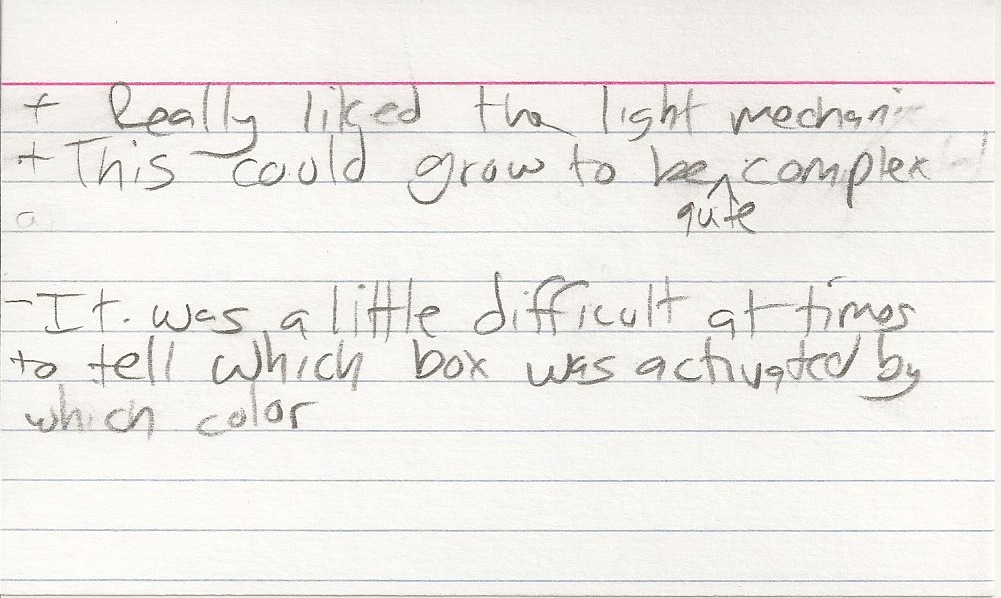 + Really liked the light mechani
+ This could grow to be complex
quite
- It was a little difficult at times
to tell which box was activated by
which color